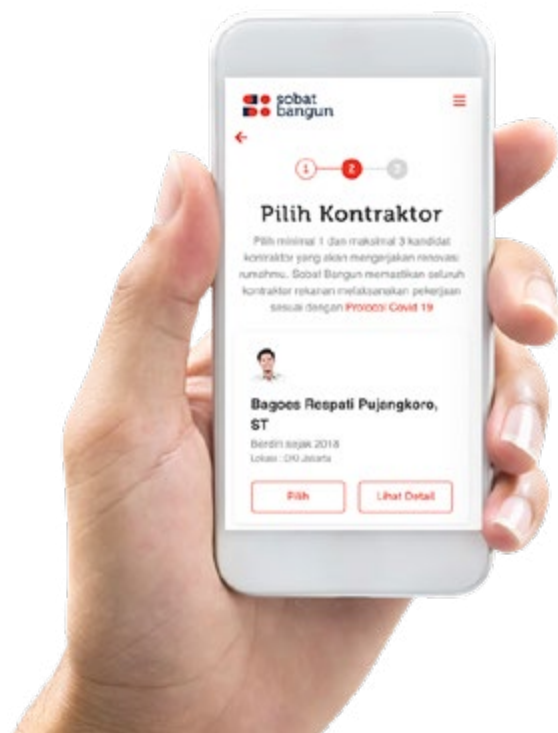 sobat
bangun
1 2 3
Pilih Kontraktor
Pilih minimal 1 dan maksimal 3 kandidat
kontraktor yang akan mengerjakan renovasi
rumahmu. Sobat Bangun memastikan seluruh
kontraktor rekanan melaksanakan pekerjaan
sesuai dengan Protocol Covid 19
Bagoes Respati Pujangkoro,
ST
Berdiri sejak 2018
Lokasi : DKI Jakarta
Pilih Lihat Detail